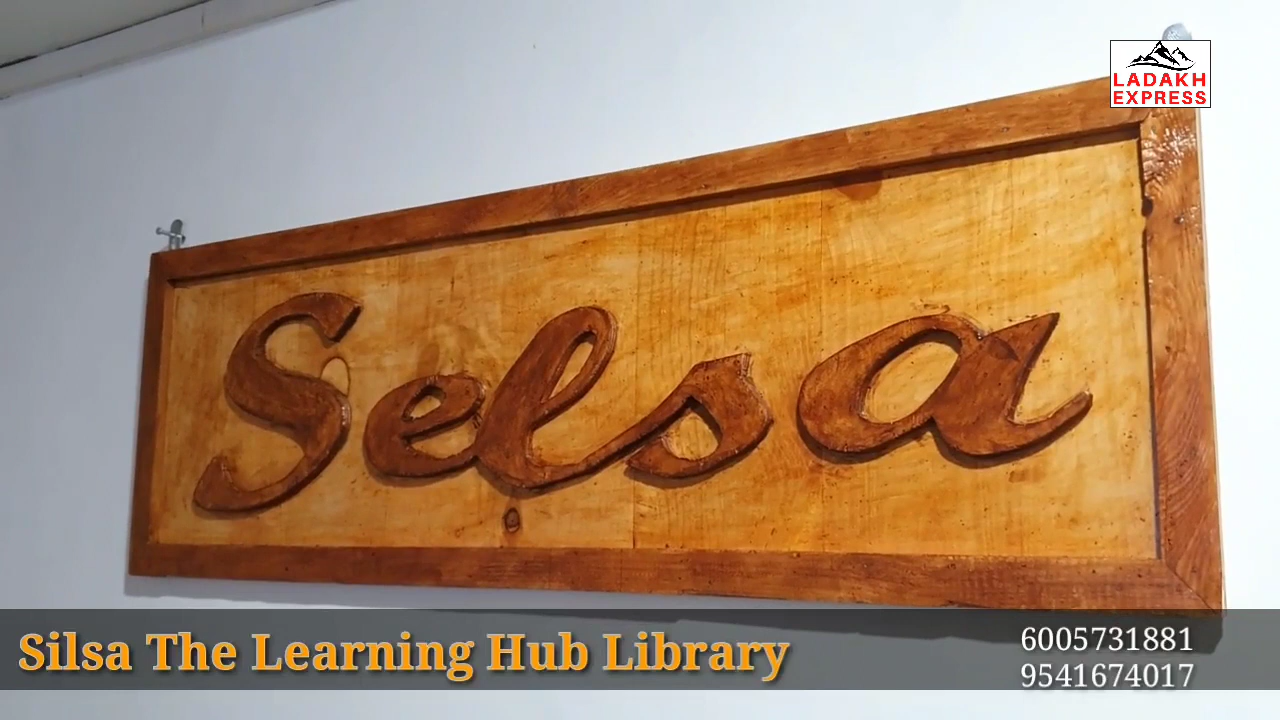 LADAKH
EXPRESS
Selsa
Silsa The Learning Hub Library
6005731881
9541674017